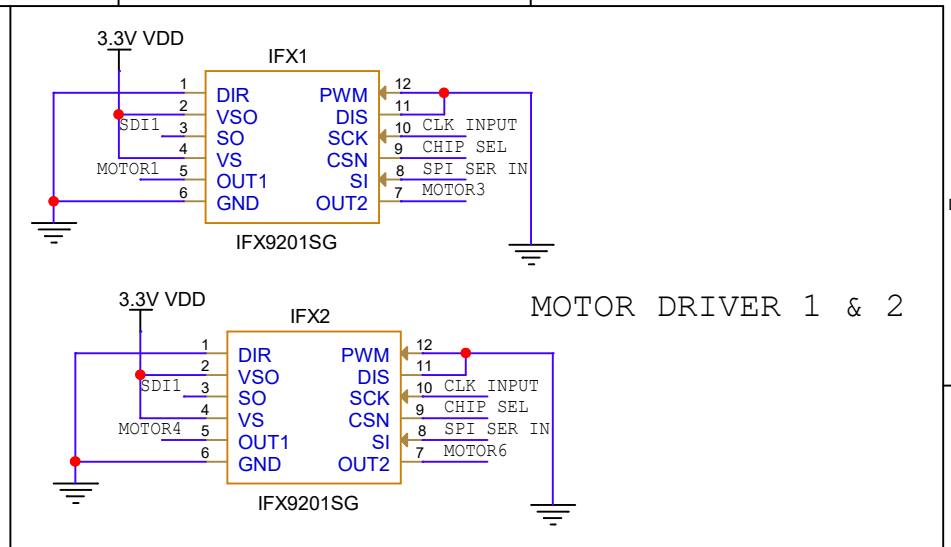 3.3V VDD
IFX1
1 DIR PWM 12
2 VSO DIS 11
SDI1 3 SO SCK 10 CLK INPUT
4 VS CSN 9 CHIP SEL
MOTOR1 5 OUT1 SI 8 SPI SER IN
6 GND OUT2 7 MOTOR3
IFX9201SG
MOTOR DRIVER 1 & 2
3.3V VDD
IFX2
1 DIR PWM 12
2 VSO DIS 11
SDI1 3 SO SCK 10 CLK INPUT
4 VS CSN 9 CHIP SEL
MOTOR4 5 OUT1 SI 8 SPI SER IN
6 GND OUT2 7 MOTOR6
IFX9201SG